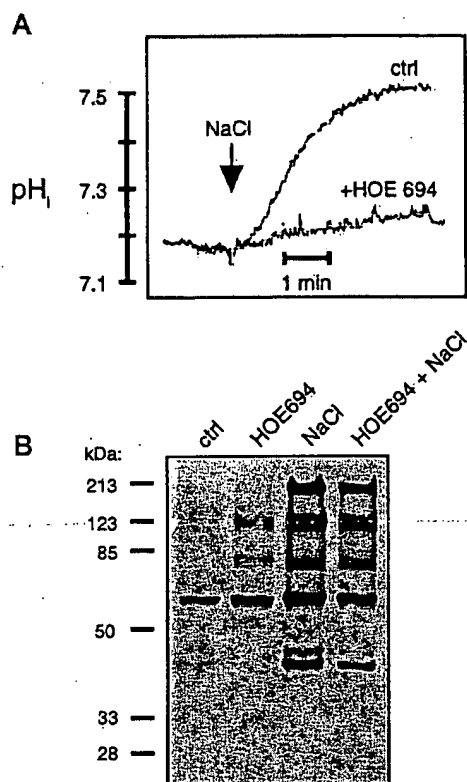 A
ctrl
7.5
NaCl
pHI
7.3
+HOE 694
7.1
1 min
B
ctrl
HOE694
NaCl
HOE694 + NaCl
kDa:
213
123
85
50
33
28